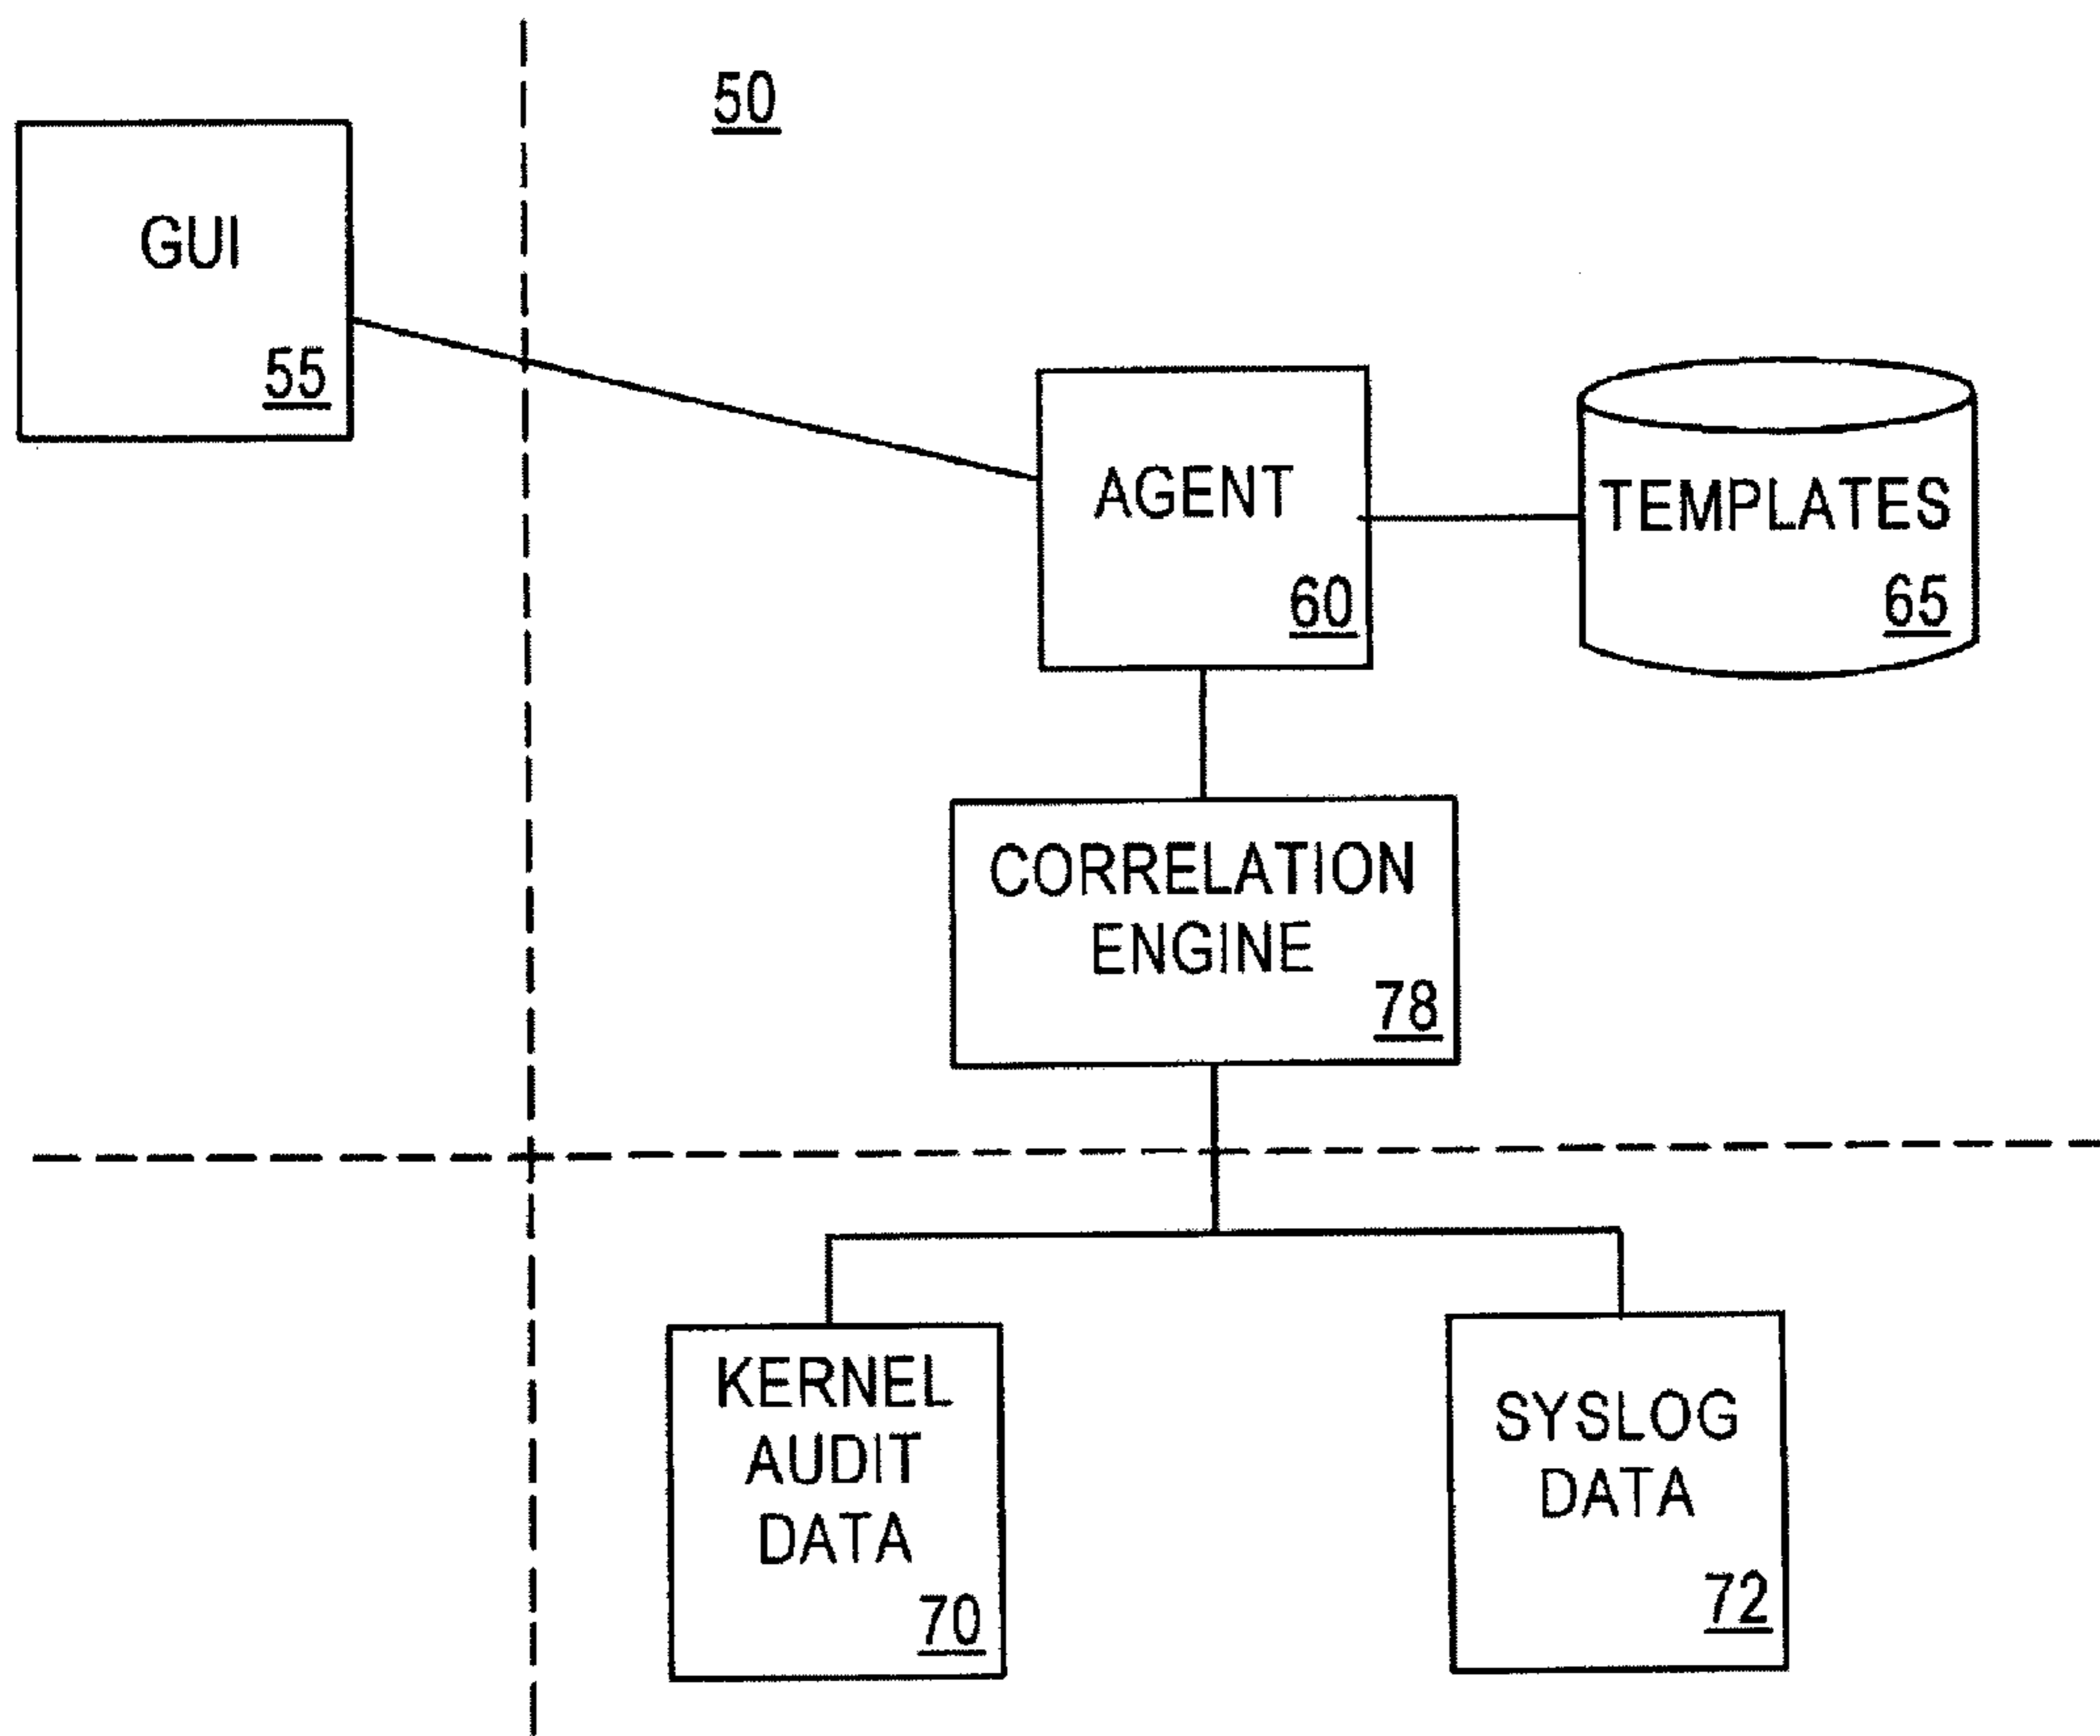 50
GUI
55
AGENT
60
TEMPLATES
65
CORRELATION
ENGINE
78
KERNEL
AUDIT
DATA
70
SYSLOG
DATA
72